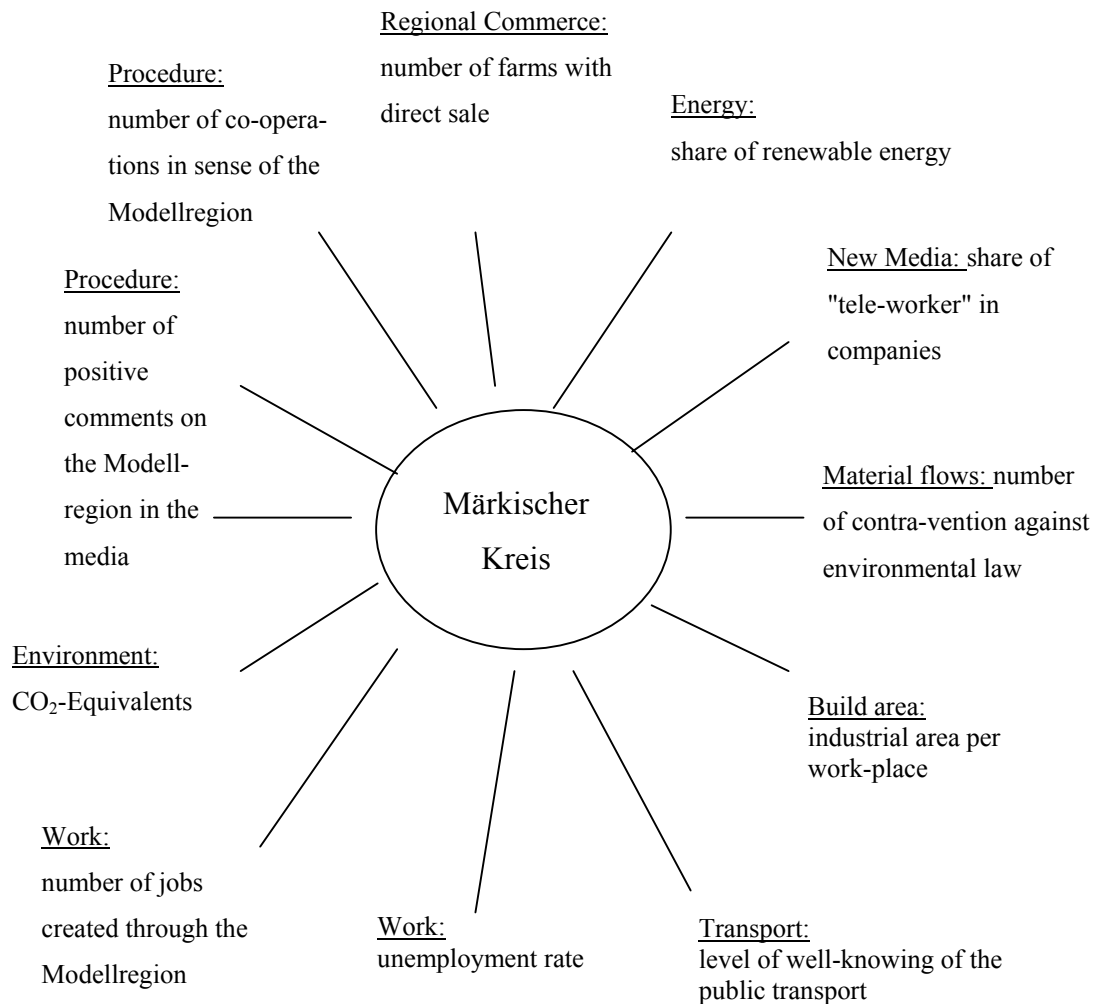 Regional Commerce:
number of farms with
direct sale
Procedure:
number of co-opera-
tions in sense of the
Modellregion
Energy:
share of renewable energy
New Media: share of
"tele-worker" in
companies
Procedure:
number of
positive
comments on
the Modell-
region in the
media
Märkischer
Kreis
Material flows: number
of contra-vention against
environmental law
Environment:
CO₂-Equivalents
Build area:
industrial area per
work-place
Work:
number of jobs
created through the
Modellregion
Work:
unemployment rate
Transport:
level of well-knowing of the
public transport